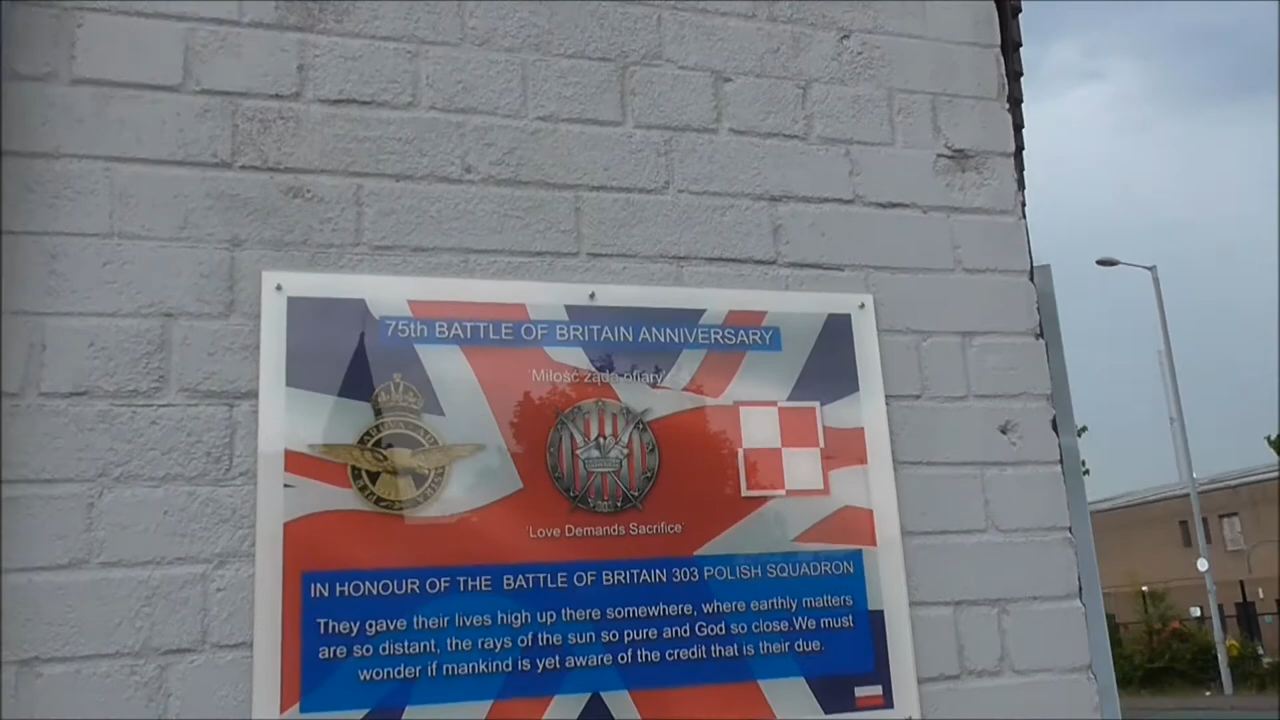 75th BATTLE OF BRITAIN ANNIVERSARY
'Miłość żąda ofiary'
'Love Demands Sacrifice'
IN HONOUR OF THE BATTLE OF BRITAIN 303 POLISH SQUADRON
They gave their lives high up there somewhere, where earthly matters
are so distant, the rays of the sun so pure and God so close.We must
wonder if mankind is yet aware of the credit that is their due.